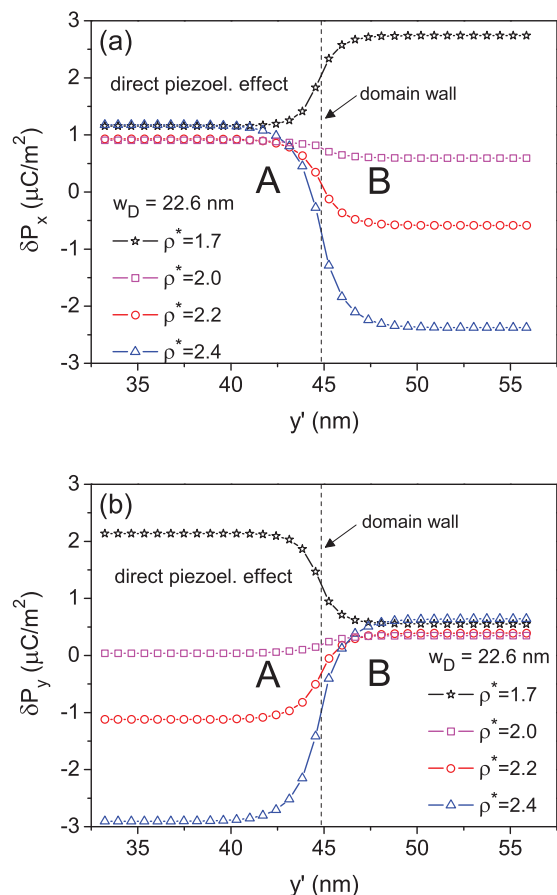 (a)
direct piezoel. effect
domain wall
A
B
w_D = 22.6 nm
ρ*=1.7
ρ*=2.0
ρ*=2.2
ρ*=2.4
3
2
1
0
-1
-2
-3
δP_x (μC/m²)
35
40
45
50
55
y' (nm)
(b)
domain wall
direct piezoel. effect
A
B
w_D = 22.6 nm
ρ*=1.7
ρ*=2.0
ρ*=2.2
ρ*=2.4
3
2
1
0
-1
-2
-3
δP_y (μC/m²)
35
40
45
50
55
y' (nm)